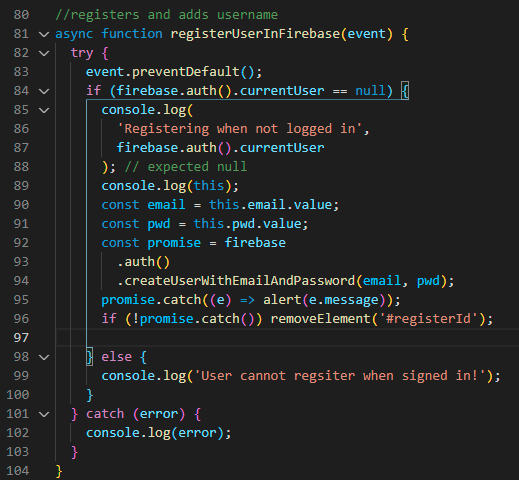 80 //registers and adds username
81 async function registerUserInFirebase(event) {
82 try {
83 event.preventDefault();
84 if (firebase.auth().currentUser == null) {
85 console.log(
86 'Registering when not logged in',
87 firebase.auth().currentUser
88 ); // expected null
89 console.log(this);
90 const email = this.email.value;
91 const pwd = this.pwd.value;
92 const promise = firebase
93 .auth()
94 .createUserWithEmailAndPassword(email, pwd);
95 promise.catch((e) => alert(e.message));
96 if (!promise.catch()) removeElement('#registerId');
97
98 } else {
99 console.log('User cannot regsiter when signed in!');
100 }
101 } catch (error) {
102 console.log(error);
103 }
104 }